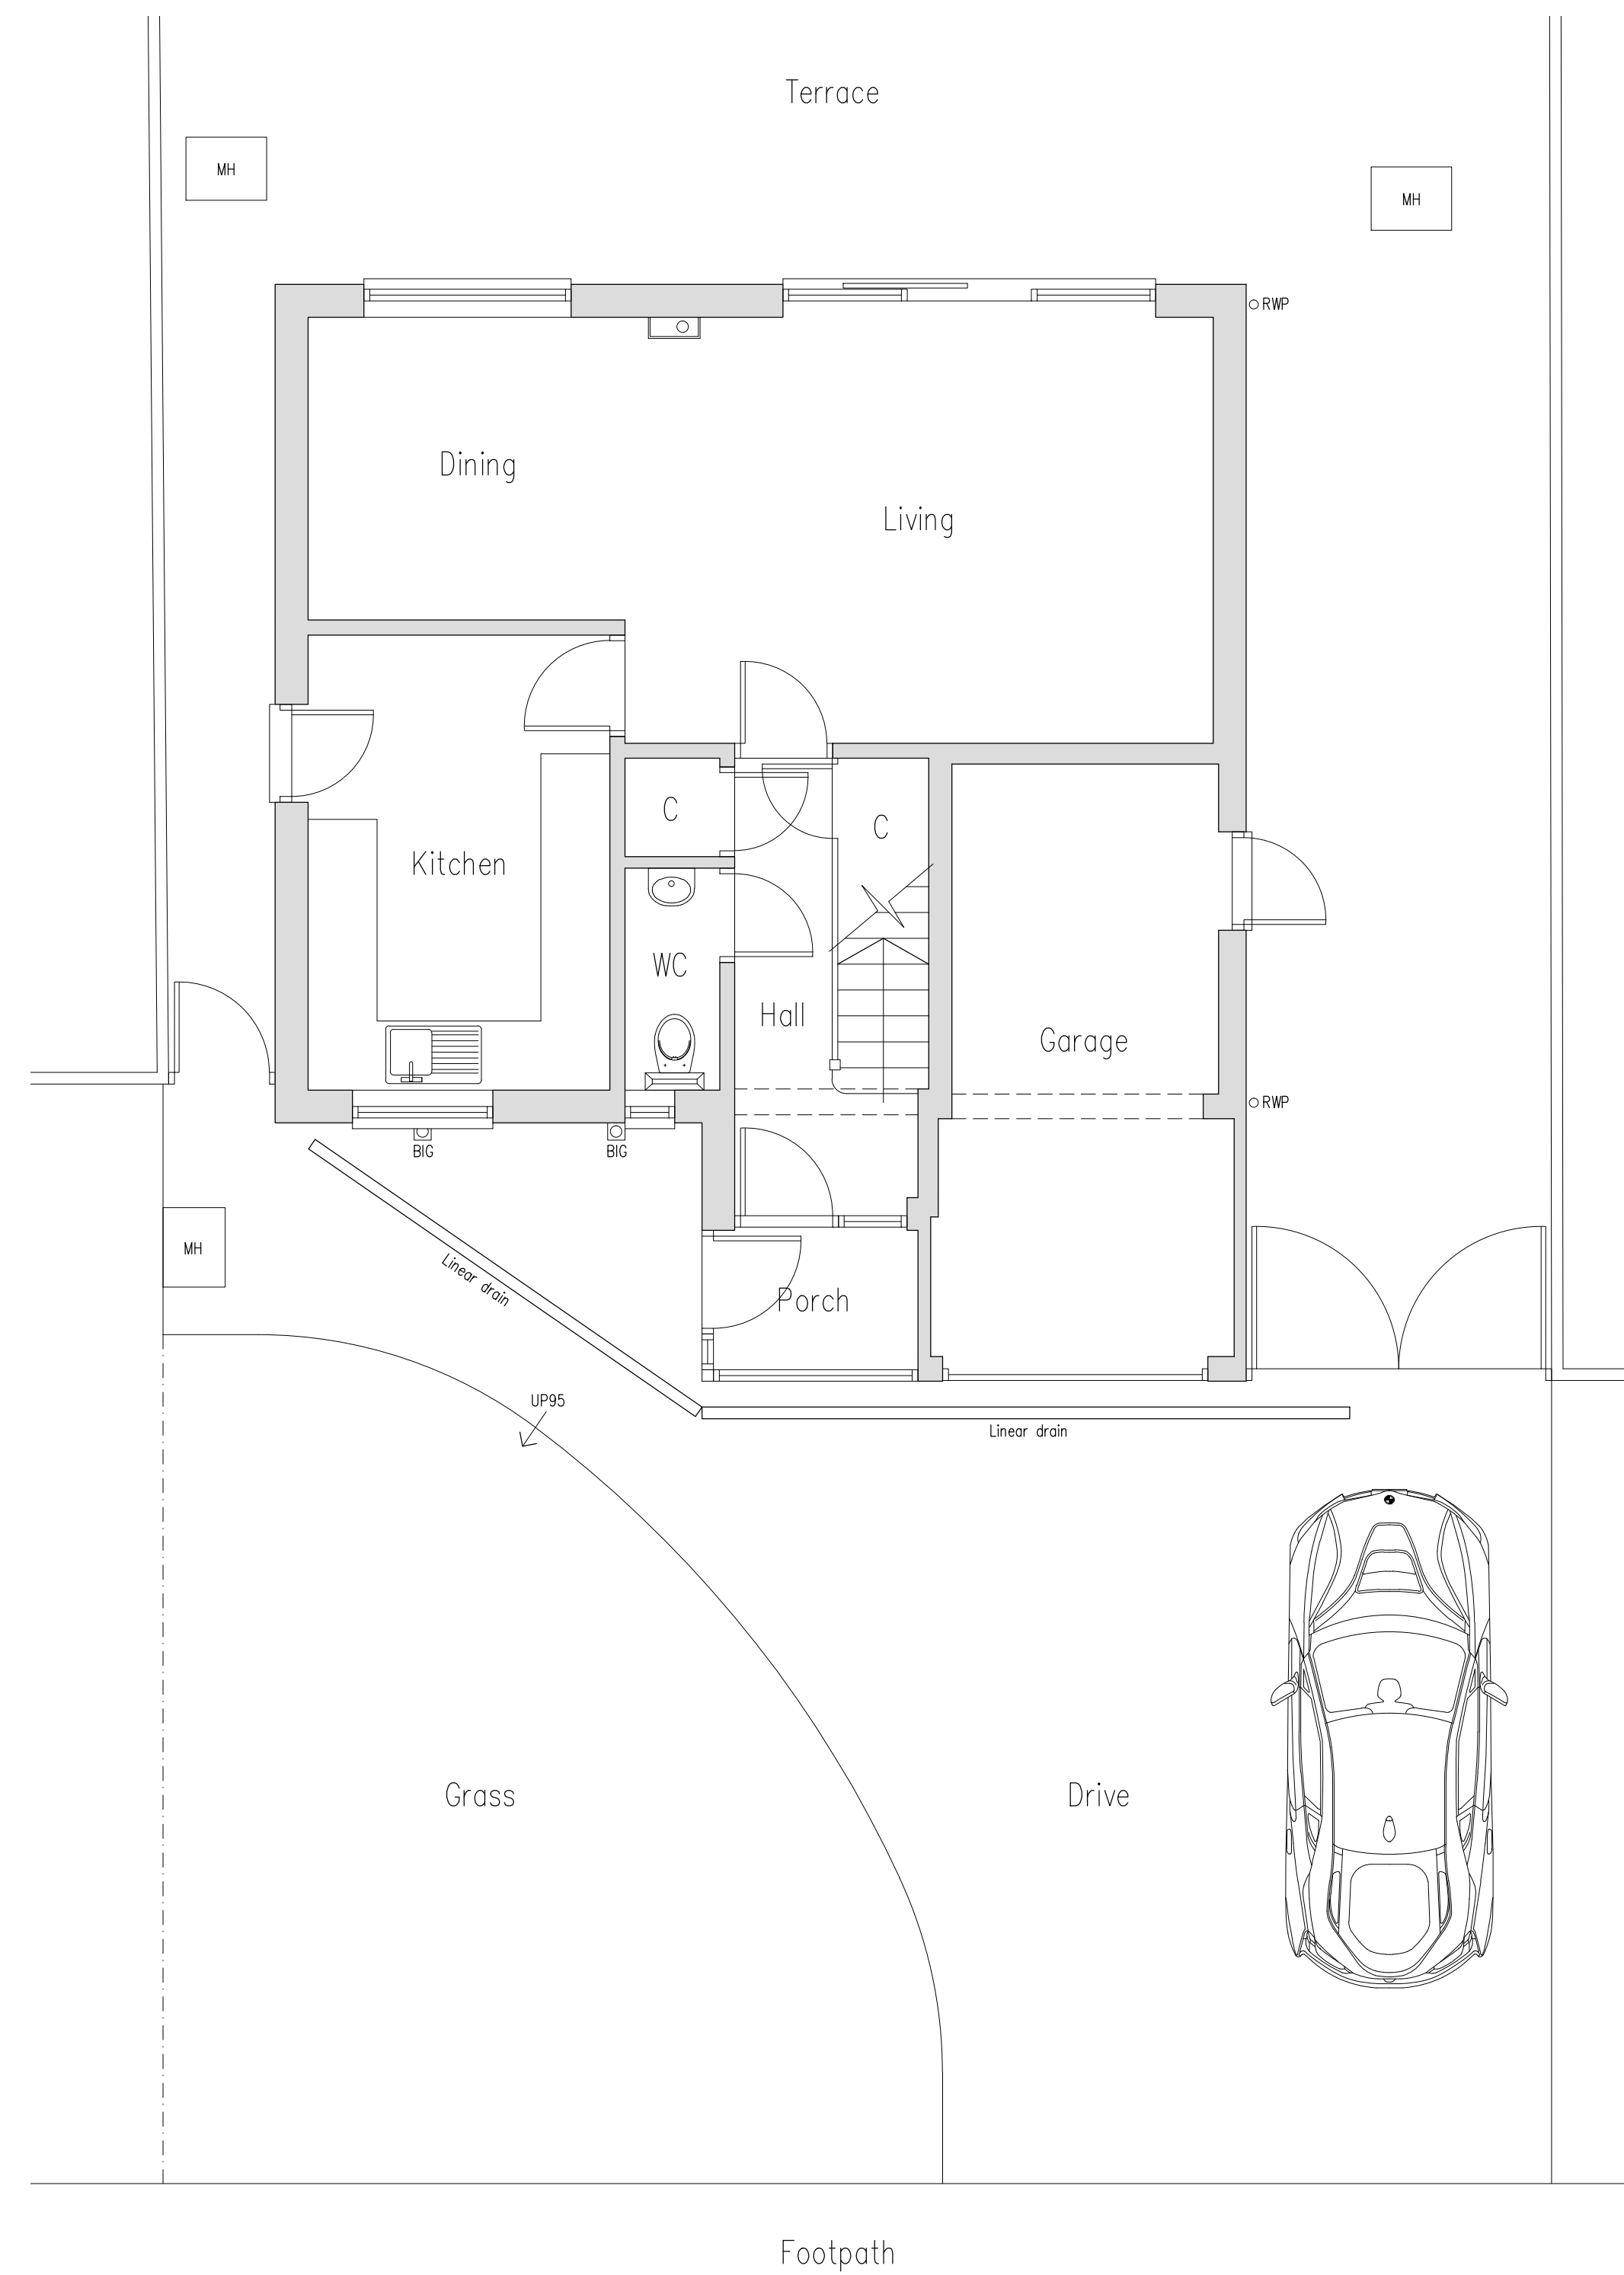 Terrace
MH
MH
RWP
Dining
Living
C
C
Kitchen
WC
Hall
Garage
RWP
BIG
BIG
MH
Linear drain
Porch
UP95
Linear drain
Grass
Drive
Footpath